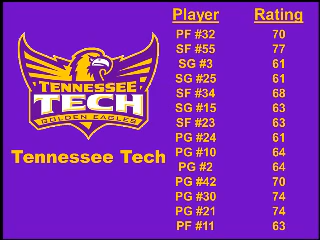 TENNESSEE
TECH
GOLDEN EAGLES
Tennessee Tech
Player Rating
PF #32 70
SF #55 77
SG #3 61
SG #25 61
SF #34 68
SG #15 63
SF #23 63
PG #24 61
PG #10 64
PG #2 64
PG #42 70
PG #30 74
PG #21 74
PF #11 63